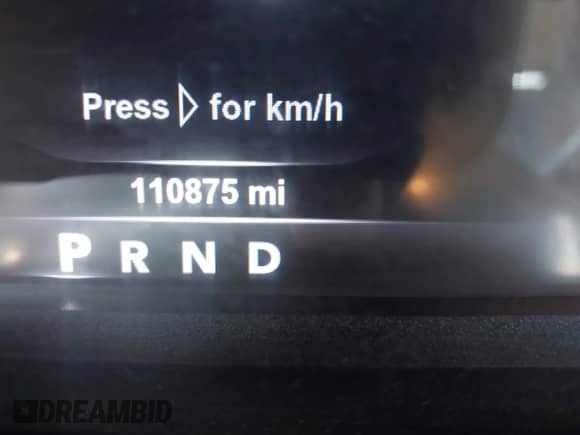 Press ▷ for km/h
110875 mi
P R N D
DREAMBID